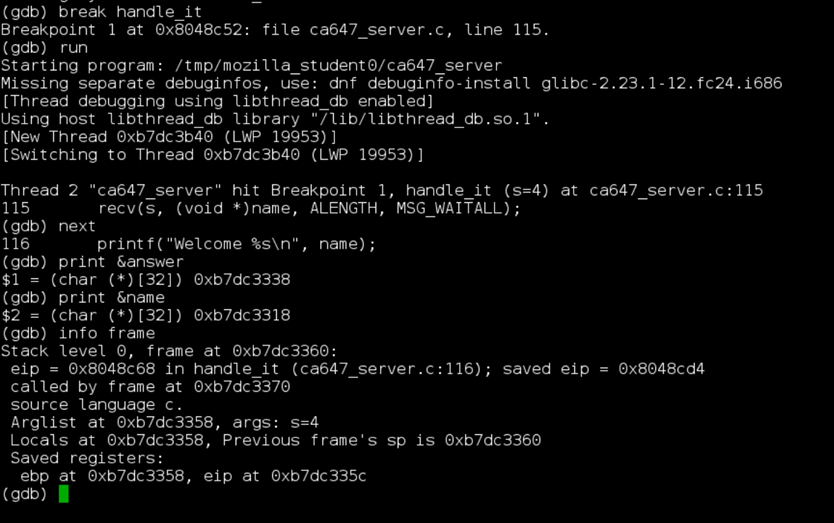 (gdb) break handle_it
Breakpoint 1 at 0x8048c52: file ca647_server.c, line 115.
(gdb) run
Starting program: /tmp/mozilla_student0/ca647_server
Missing separate debuginfos, use: dnf debuginfo-install glibc-2.23.1-12.fc24.i686
[Thread debugging using libthread_db enabled]
Using host libthread_db library "/lib/libthread_db.so.1".
[New Thread 0xb7dc3b40 (LWP 19953)]
[Switching to Thread 0xb7dc3b40 (LWP 19953)]
Thread 2 "ca647_server" hit Breakpoint 1, handle_it (s=4) at ca647_server.c:115
115 recv(s, (void *)name, ALENGTH, MSG_WAITALL);
(gdb) next
116 printf("Welcome %s\n", name);
(gdb) print &answer
$1 = (char (*)[32]) 0xb7dc3338
(gdb) print &name
$2 = (char (*)[32]) 0xb7dc3318
(gdb) info frame
Stack level 0, frame at 0xb7dc3360:
eip = 0x8048c68 in handle_it (ca647_server.c:116); saved eip = 0x8048cd4
called by frame at 0xb7dc3370
source language c.
Arglist at 0xb7dc3358, args: s=4
Locals at 0xb7dc3358, Previous frame's sp is 0xb7dc3360
Saved registers:
ebp at 0xb7dc3358, eip at 0xb7dc335c
(gdb)